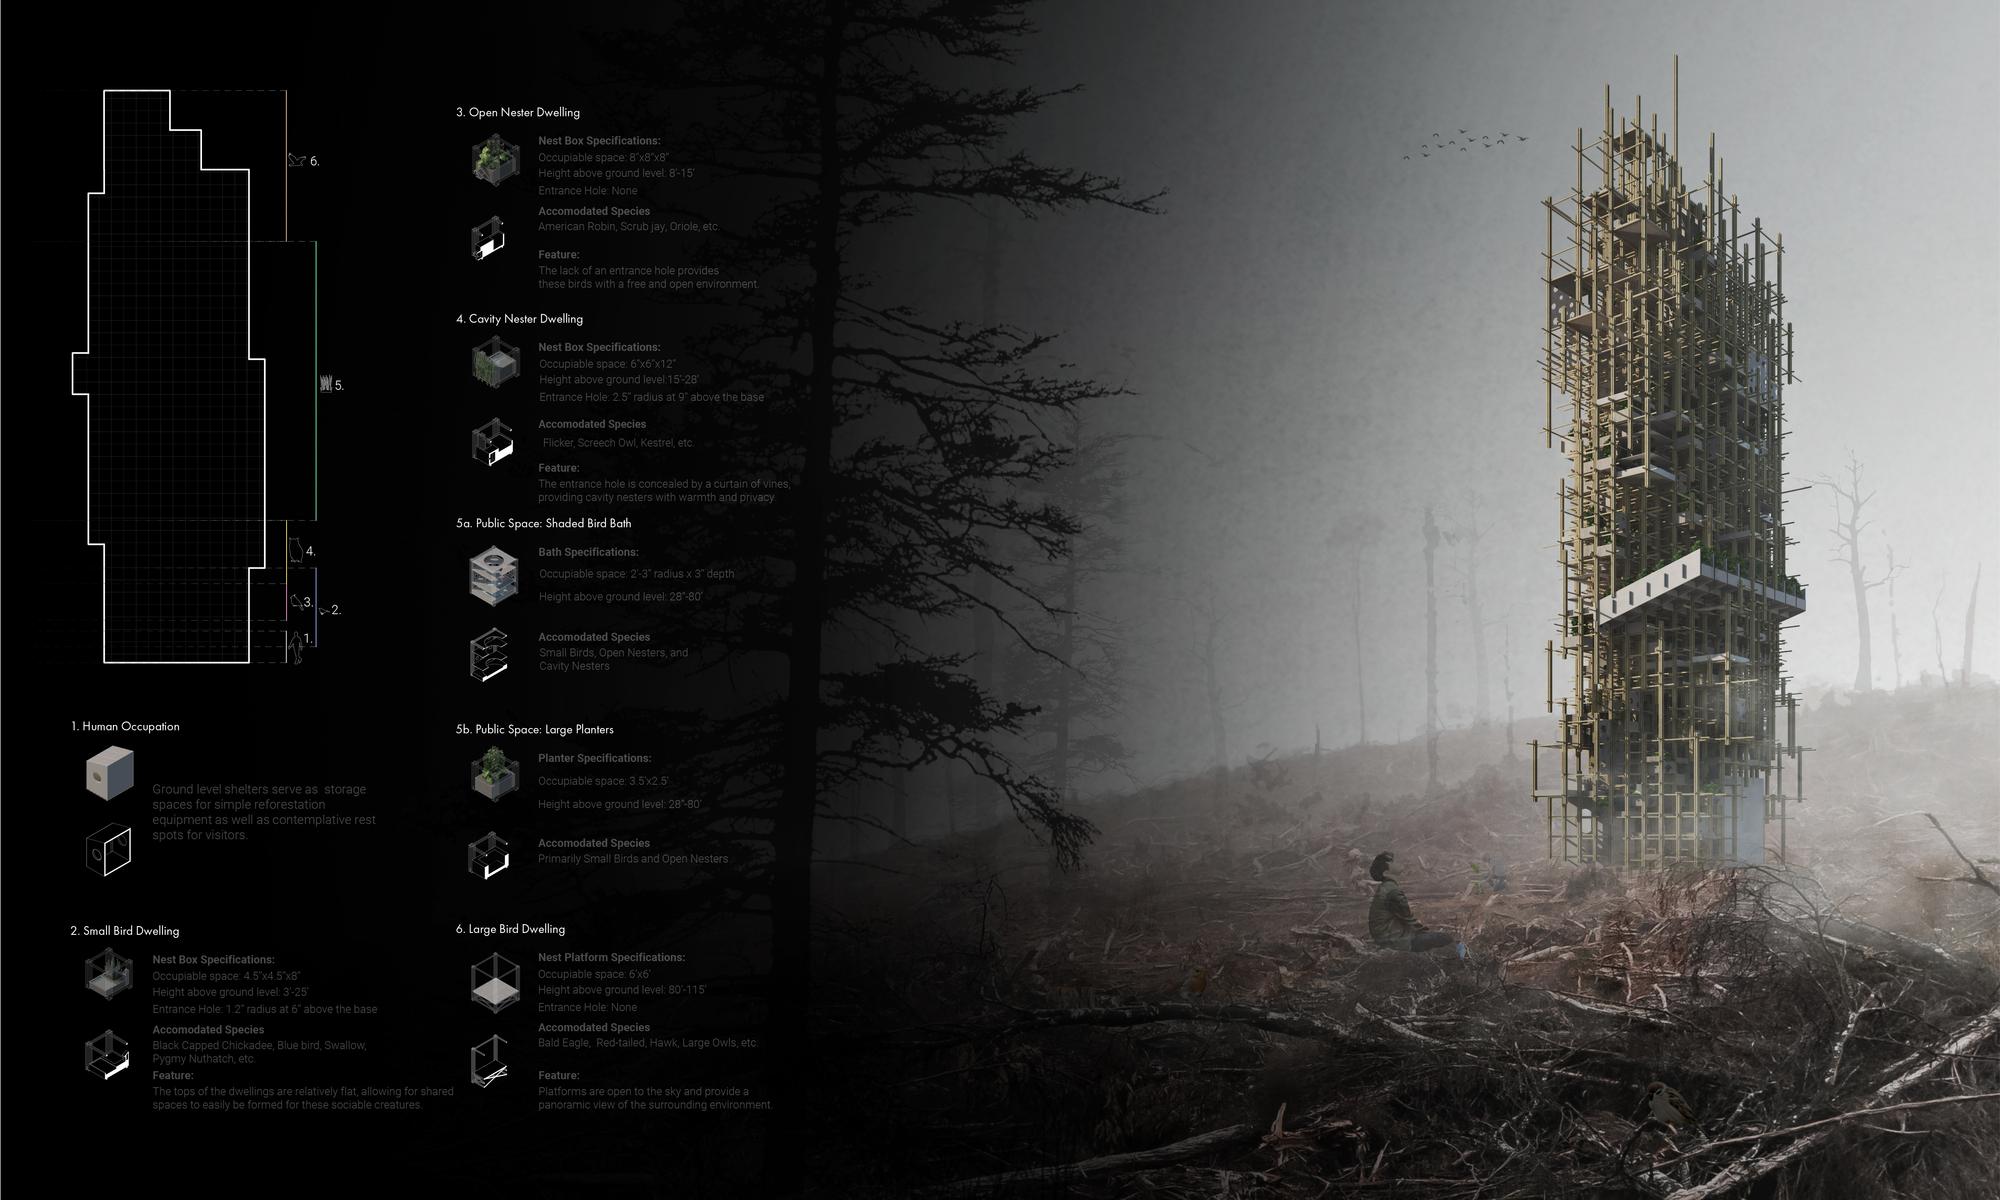 6.
5.
4.
3.
2.
1.
1. Human Occupation
Ground level shelters serve as storage
spaces for simple reforestation
equipment as well as contemplative rest
spots for visitors.
2. Small Bird Dwelling
Nest Box Specifications:
Occupiable space: 4.5"x4.5"x8"
Height above ground level: 3'-25'
Entrance Hole: 1.2" radius at 6" above the base
Accomodated Species
Black Capped Chickadee, Blue bird, Swallow,
Pygmy Nuthatch, etc.
Feature:
The tops of the dwellings are relatively flat, allowing for shared
spaces to easily be formed for these sociable creatures.
3. Open Nester Dwelling
Nest Box Specifications:
Occupiable space: 8"x8"x8"
Height above ground level: 8'-15'
Entrance Hole: None
Accomodated Species
American Robin, Scrub jay, Oriole, etc.
Feature:
The lack of an entrance hole provides
these birds with a free and open environment.
4. Cavity Nester Dwelling
Nest Box Specifications:
Occupiable space: 6"x6"x12"
Height above ground level:15'-28'
Entrance Hole: 2.5" radius at 9" above the base
Accomodated Species
Flicker, Screech Owl, Kestrel, etc.
Feature:
The entrance hole is concealed by a curtain of vines,
providing cavity nesters with warmth and privacy.
5a. Public Space: Shaded Bird Bath
Bath Specifications:
Occupiable space: 2'-3" radius x 3" depth
Height above ground level: 28"-80'
Accomodated Species
Small Birds, Open Nesters, and
Cavity Nesters
5b. Public Space: Large Planters
Planter Specifications:
Occupiable space: 3.5'x2.5'
Height above ground level: 28"-80'
Accomodated Species
Primarily Small Birds and Open Nesters
6. Large Bird Dwelling
Nest Platform Specifications:
Occupiable space: 6'x6'
Height above ground level: 80'-115'
Entrance Hole: None
Accomodated Species
Bald Eagle, Red-tailed, Hawk, Large Owls, etc.
Feature:
Platforms are open to the sky and provide a
panoramic view of the surrounding environment.